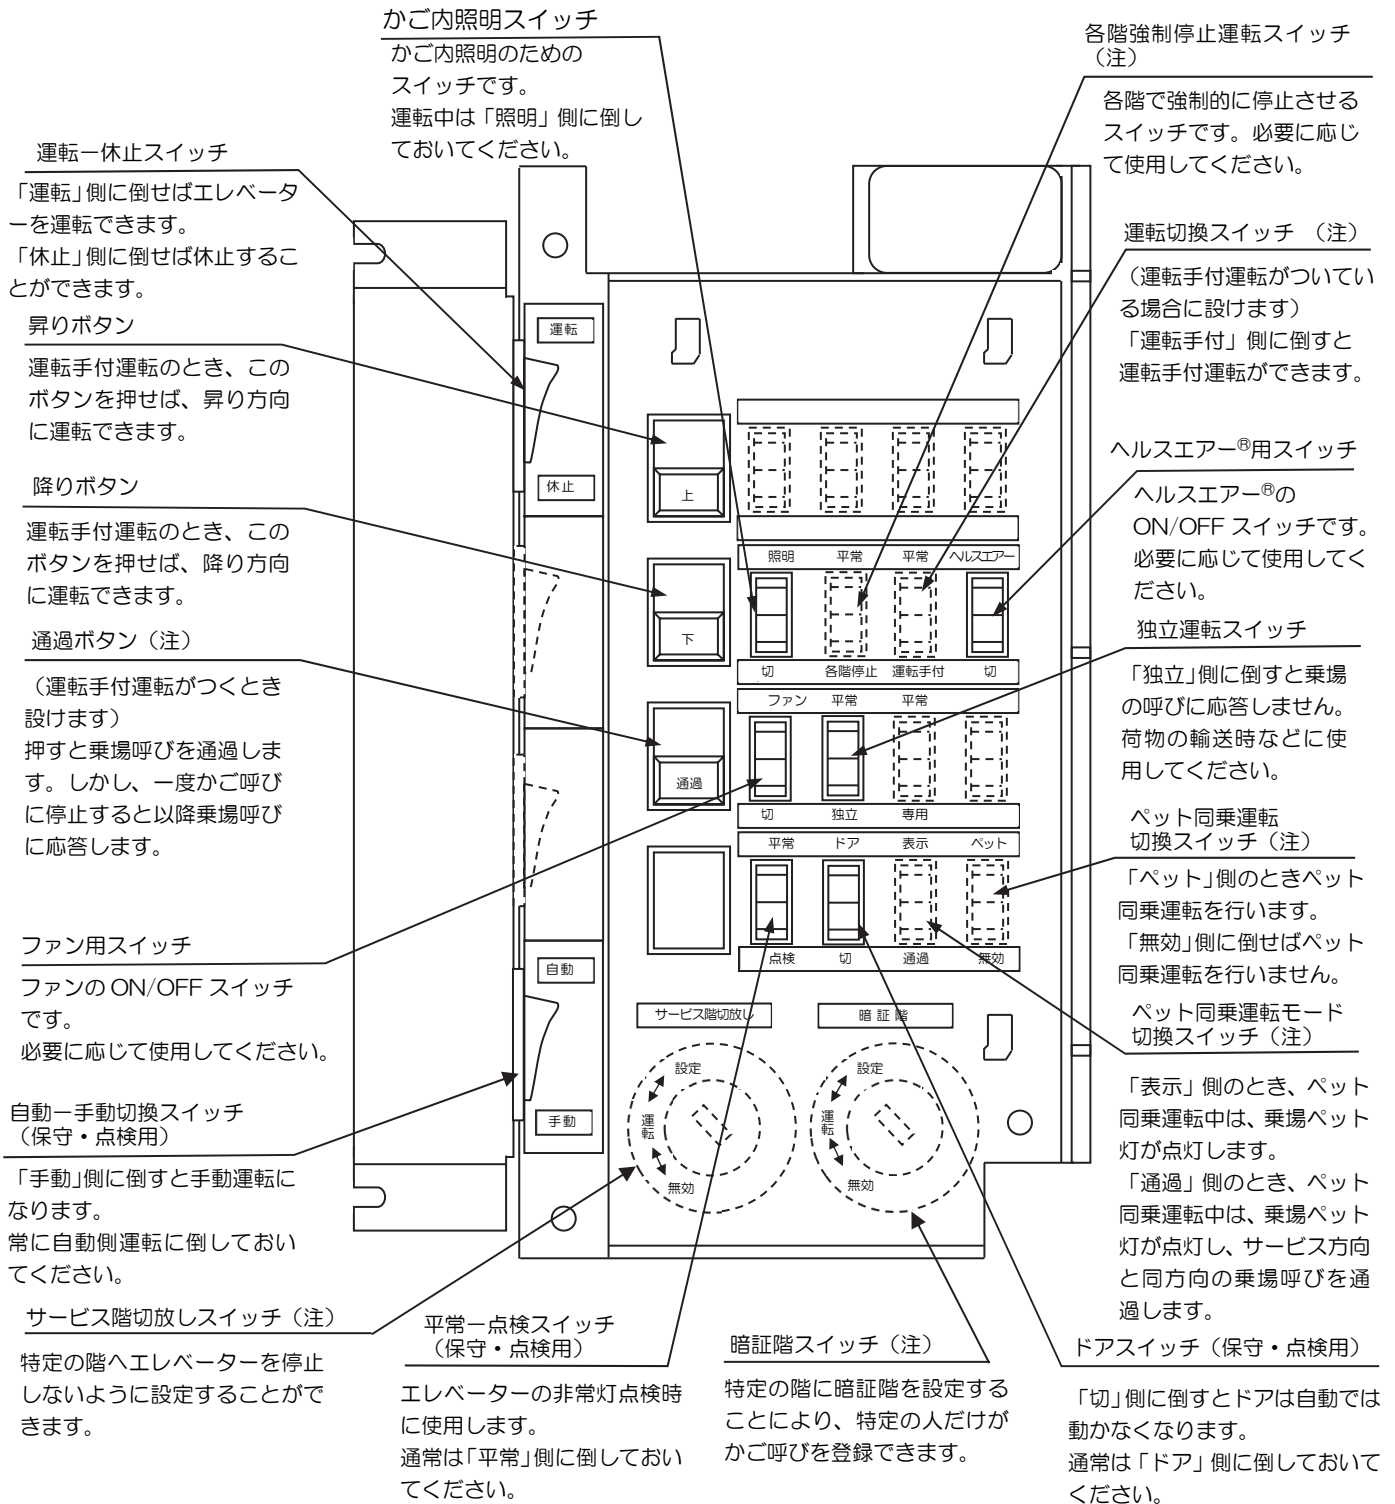 かご内照明スイッチ
かご内照明のための
スイッチです。
運転中は「照明」側に倒し
ておいてください。
各階強制停止運転スイッチ
（注）
各階で強制的に停止させる
スイッチです。必要に応じ
て使用してください。
運転ー休止スイッチ
「運転」側に倒せばエレベータ
ーを運転できます。
「休止」側に倒せば休止するこ
とができます。
昇りボタン
運転手付運転のとき、この
ボタンを押せば、昇り方向
に運転できます。
降りボタン
運転手付運転のとき、この
ボタンを押せば、降り方向
に運転できます。
通過ボタン（注）
（運転手付運転がつくとき
設けます）
押すと乗場呼びを通過しま
す。しかし、一度かご呼び
に停止すると以降乗場呼び
に応答します。
ファン用スイッチ
ファンの ON/OFF スイッチ
です。
必要に応じて使用してください。
自動ー手動切換スイッチ
（保守・点検用）
「手動」側に倒すと手動運転に
なります。
常に自動側運転に倒しておい
てください。
サービス階切放しスイッチ（注）
特定の階へエレベーターを停止
しないように設定することがで
きます。
運転
休止
自動
手動
上
下
通過
照明 平常 平常 ヘルスエアー
切 各階停止 運転手付 切
ファン 平常 平常
切 独立 専用
平常 ドア 表示 ペット
点検 切 通過 無効
サービス階切放し
暗証階
設定
運転
無効
設定
運転
無効
運転切換スイッチ （注）
（運転手付運転がついてい
る場合に設けます）
「運転手付」側に倒すと
運転手付運転ができます。
ヘルスエアー®用スイッチ
ヘルスエアー®の
ON/OFF スイッチです。
必要に応じて使用してく
ださい。
独立運転スイッチ
「独立」側に倒すと乗場
の呼びに応答しません。
荷物の輸送時などに使
用してください。
ペット同乗運転
切換スイッチ（注）
「ペット」側のときペット
同乗運転を行います。
「無効」側に倒せばペット
同乗運転を行いません。
ペット同乗運転モード
切換スイッチ（注）
「表示」側のとき、ペット
同乗運転中は、乗場ペット
灯が点灯します。
「通過」側のとき、ペット
同乗運転中は、乗場ペット
灯が点灯し、サービス方向
と同方向の乗場呼びを通
過します。
平常ー点検スイッチ
（保守・点検用）
エレベーターの非常灯点検時
に使用します。
通常は「平常」側に倒しておい
てください。
暗証階スイッチ（注）
特定の階に暗証階を設定する
ことにより、特定の人だけが
かご呼びを登録できます。
ドアスイッチ（保守・点検用）
「切」側に倒すとドアは自動では
動かなくなります。
通常は「ドア」側に倒しておいて
ください。